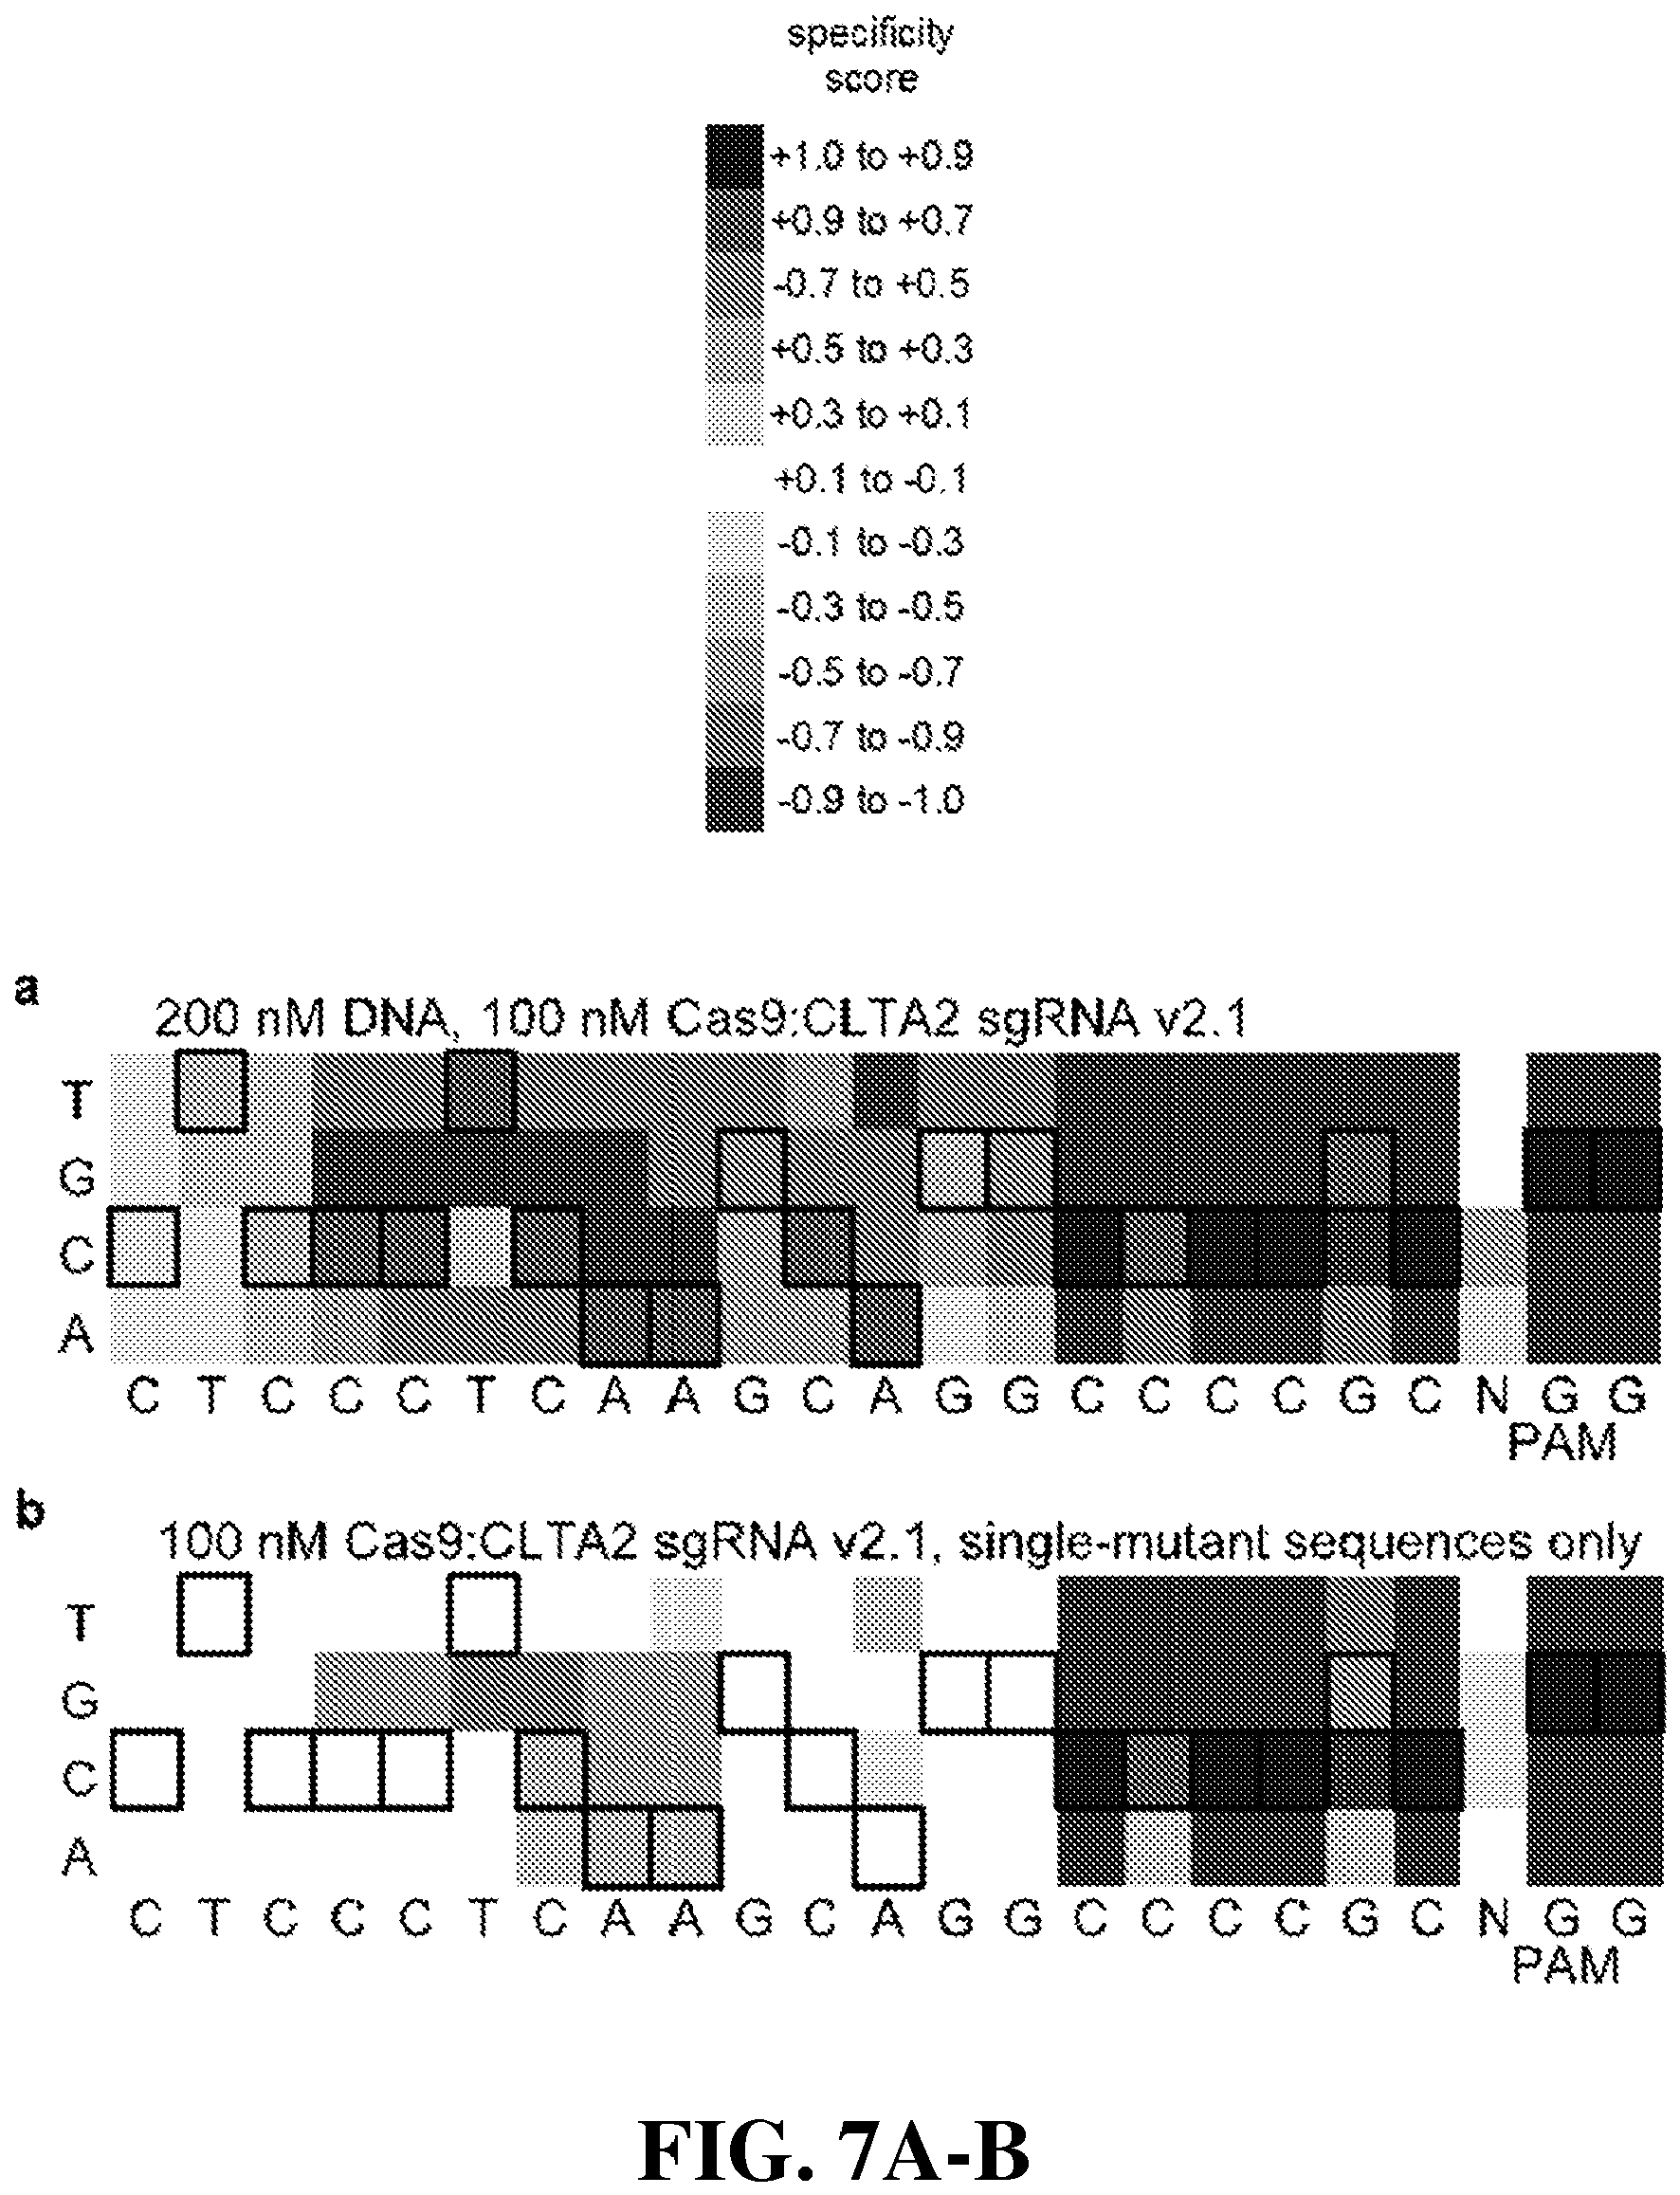 specificity
score
+1.0 to +0.9
+0.9 to +0.7
-0.7 to +0.5
+0.5 to +0.3
+0.3 to +0.1
+0.1 to -0.1
-0.1 to -0.3
-0.3 to -0.5
-0.5 to -0.7
-0.7 to -0.9
-0.9 to -1.0
a
200 nM DNA, 100 nM Cas9:CLTA2 sgRNA v2.1
T
G
C
A
C T C C C T C A A G C A G G C C C C G C N G G
PAM
b
100 nM Cas9:CLTA2 sgRNA v2.1, single-mutant sequences only
T
G
C
A
C T C C C T C A A G C A G G C C C C G C N G G
PAM
FIG. 7A-B